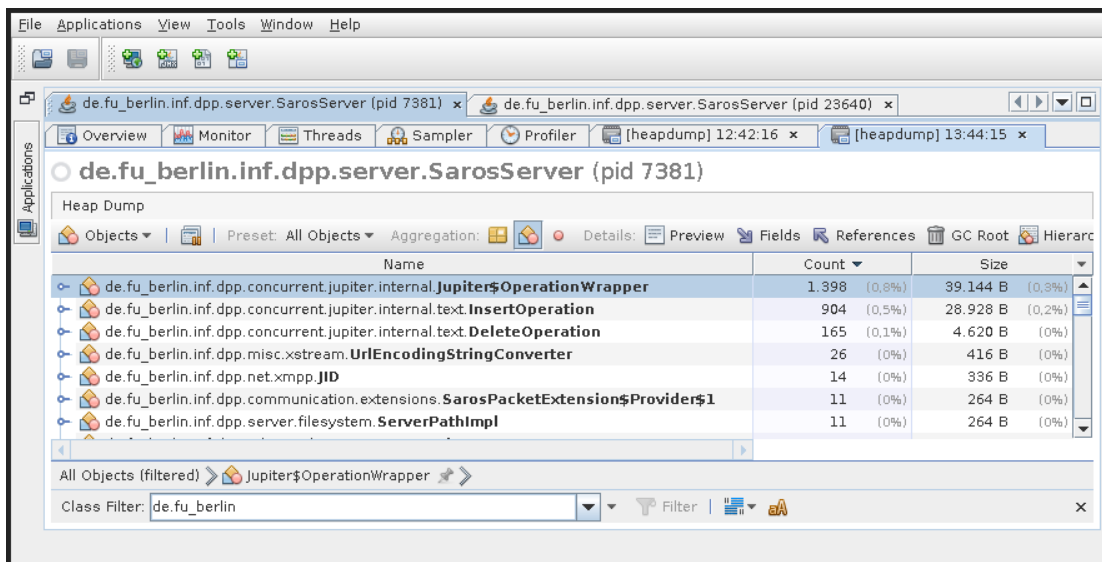 File Applications View Tools Window Help
de.fu_berlin.inf.dpp.server.SarosServer (pid 7381) x de.fu_berlin.inf.dpp.server.SarosServer (pid 23640) x
Applications
Overview Monitor Threads Sampler Profiler [heapdump] 12:42:16 x [heapdump] 13:44:15 x
de.fu_berlin.inf.dpp.server.SarosServer (pid 7381)
Heap Dump
Objects Preset: All Objects Aggregation: Details: Preview Fields References GC Root Hierarc
Name Count Size
de.fu_berlin.inf.dpp.concurrent.jupiter.internal.Jupiter$OperationWrapper 1.398 (0,8%) 39.144 B (0,3%)
de.fu_berlin.inf.dpp.concurrent.jupiter.internal.text.InsertOperation 904 (0,5%) 28.928 B (0,2%)
de.fu_berlin.inf.dpp.concurrent.jupiter.internal.text.DeleteOperation 165 (0,1%) 4.620 B (0%)
de.fu_berlin.inf.dpp.misc.xstream.UrlEncodingStringConverter 26 (0%) 416 B (0%)
de.fu_berlin.inf.dpp.net.xmpp.JID 14 (0%) 336 B (0%)
de.fu_berlin.inf.dpp.communication.extensions.SarosPacketExtension$Provider$1 11 (0%) 264 B (0%)
de.fu_berlin.inf.dpp.server.filesystem.ServerPathImpl 11 (0%) 264 B (0%)
All Objects (filtered) Jupiter$OperationWrapper
Class Filter: de.fu_berlin Filter aA x